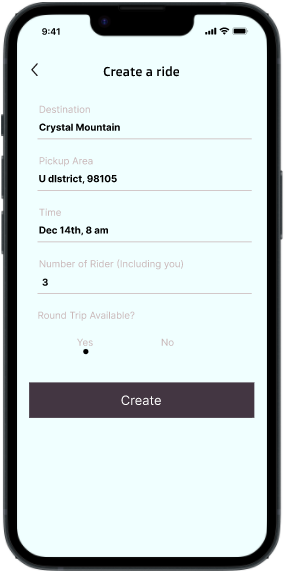 9:41
Create a ride
Destination
Crystal Mountain
Pickup Area
U dIstrict, 98105
Time
Dec 14th, 8 am
Number of Rider (Including you)
3
Round Trip Available?
Yes No
Create